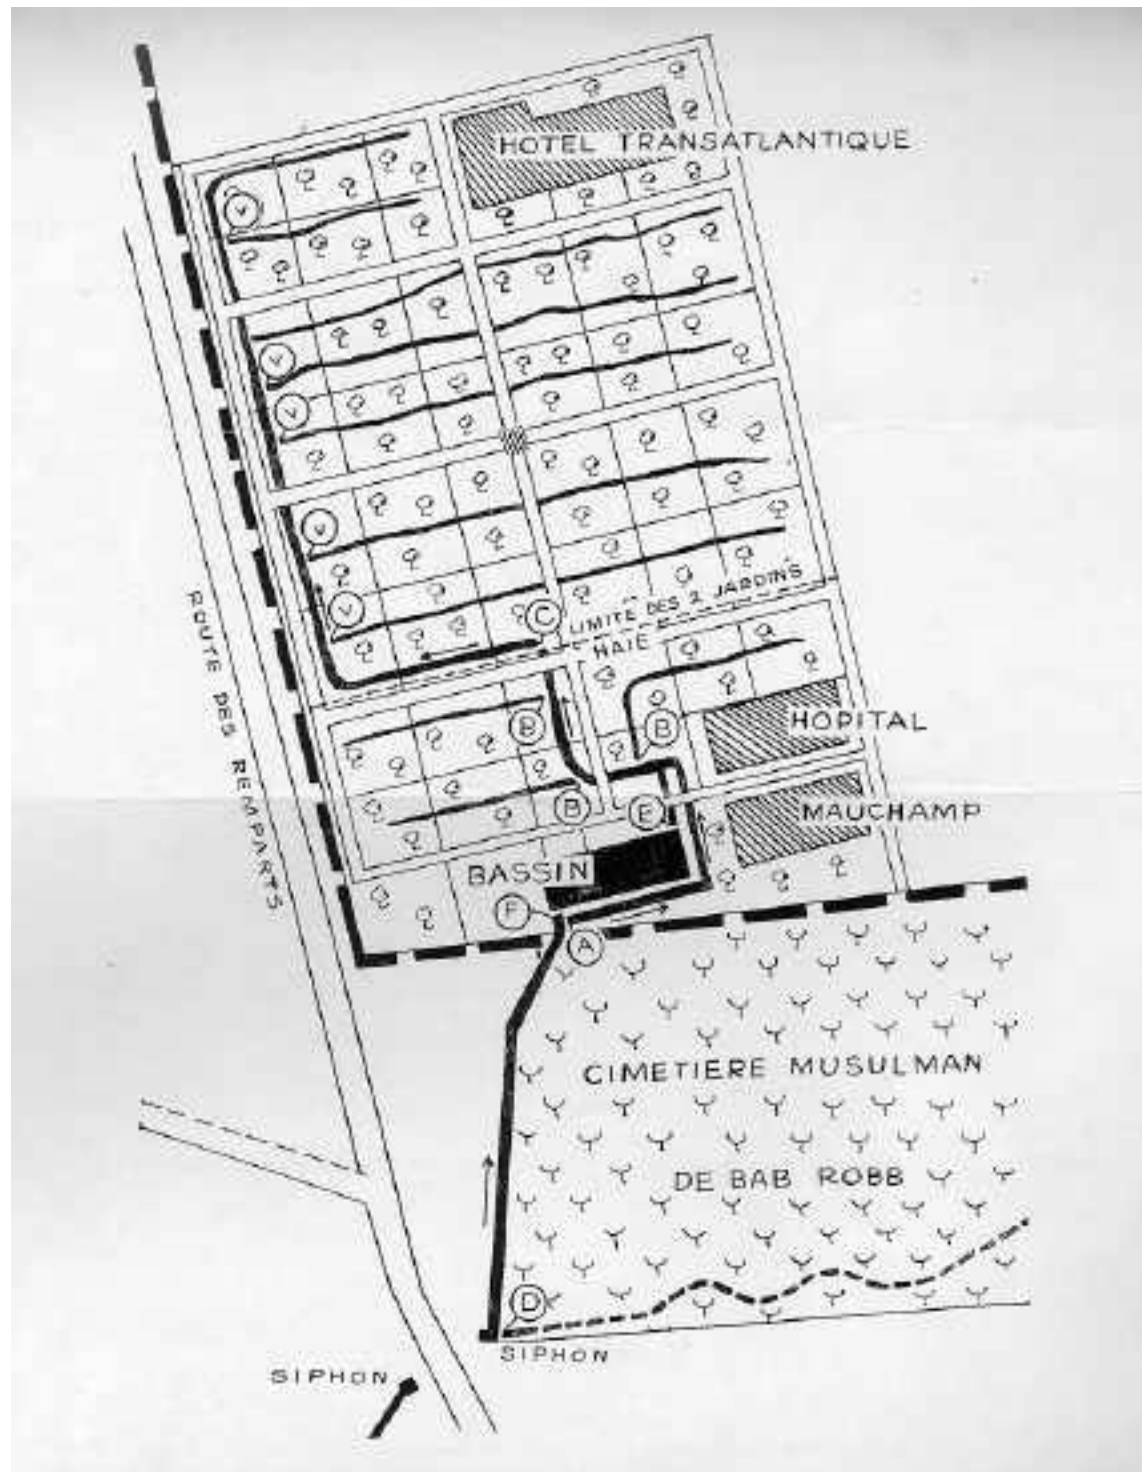 HOTEL TRANSATLANTIQUE
V
V
V
V
V
C
LIMITE DES 2 JARDINS
HAIE
ROUTE DES REMPARTS
B
B
HOPITAL
B
E
MAUCHAMP
BASSIN
F
A
CIMETIERE MUSULMAN
DE BAB ROBB
D
SIPHON
SIPHON